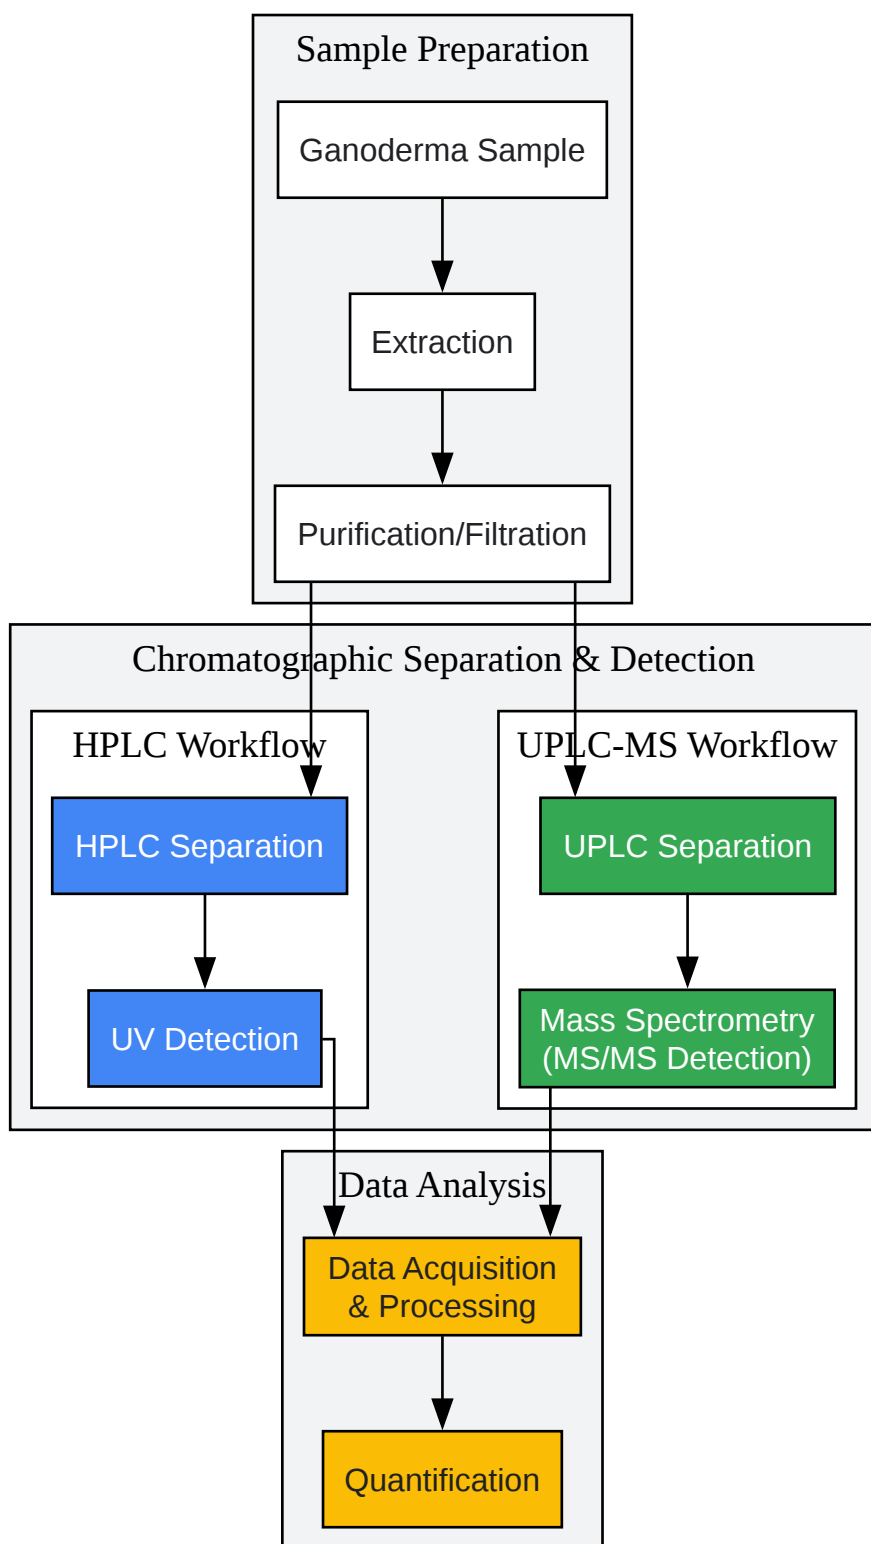 Sample Preparation
Ganoderma Sample
Extraction
Purification/Filtration
Chromatographic Separation & Detection
HPLC Workflow
HPLC Separation
UV Detection
UPLC-MS Workflow
UPLC Separation
Mass Spectrometry
(MS/MS Detection)
Data Analysis
Data Acquisition
& Processing
Quantification